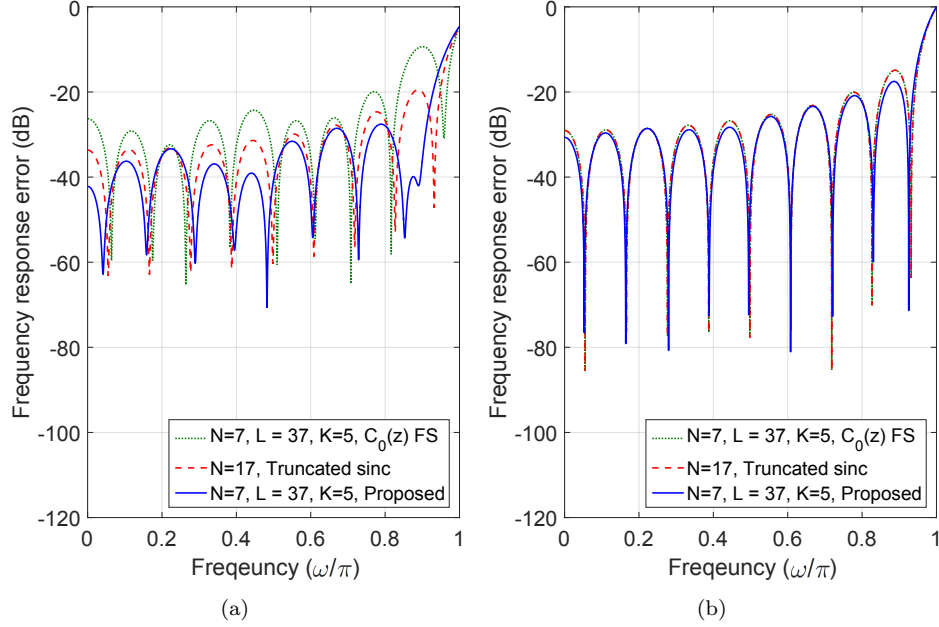 0
-20
-40
-60
-80
-100
-120
Frequency response error (dB)
N=7, L = 37, K=5, C0(z) FS
N=17, Truncated sinc
N=7, L = 37, K=5, Proposed
0 0.2 0.4 0.6 0.8 1
Freqeuncy (ω/π)
(a)
0
-20
-40
-60
-80
-100
-120
Frequency response error (dB)
N=7, L = 37, K=5, C0(z) FS
N=17, Truncated sinc
N=7, L = 37, K=5, Proposed
0 0.2 0.4 0.6 0.8 1
Freqeuncy (ω/π)
(b)